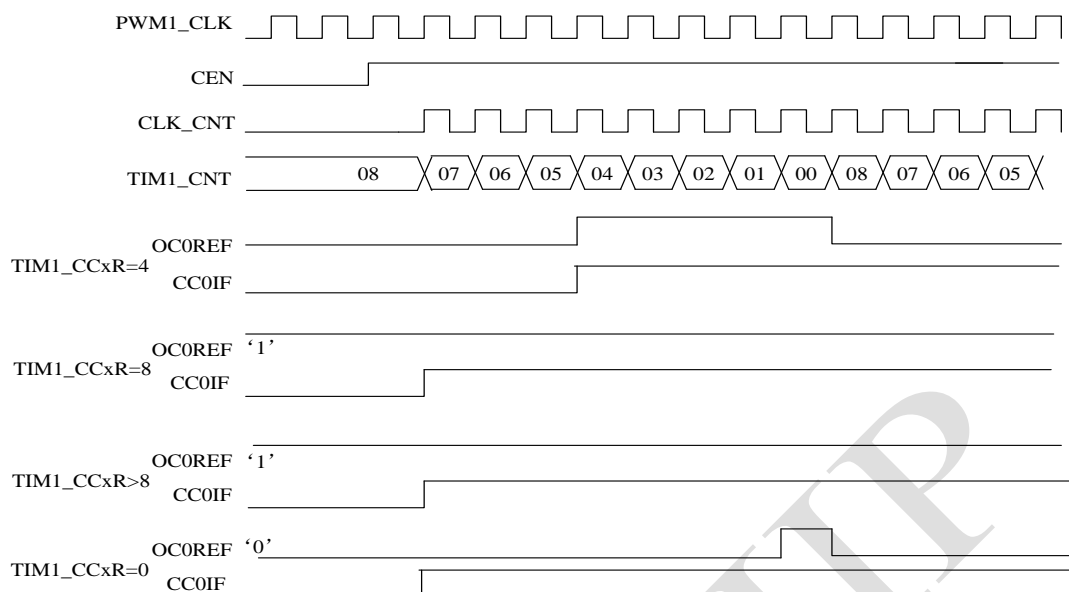 PWM1_CLK
CEN
CLK_CNT
TIM1_CNT 08 07 06 05 04 03 02 01 00 08 07 06 05
OC0REF
TIM1_CCxR=4
CC0IF
OC0REF ‘1’
TIM1_CCxR=8
CC0IF
OC0REF ‘1’
TIM1_CCxR>8
CC0IF
OC0REF ‘0’
TIM1_CCxR=0
CC0IF